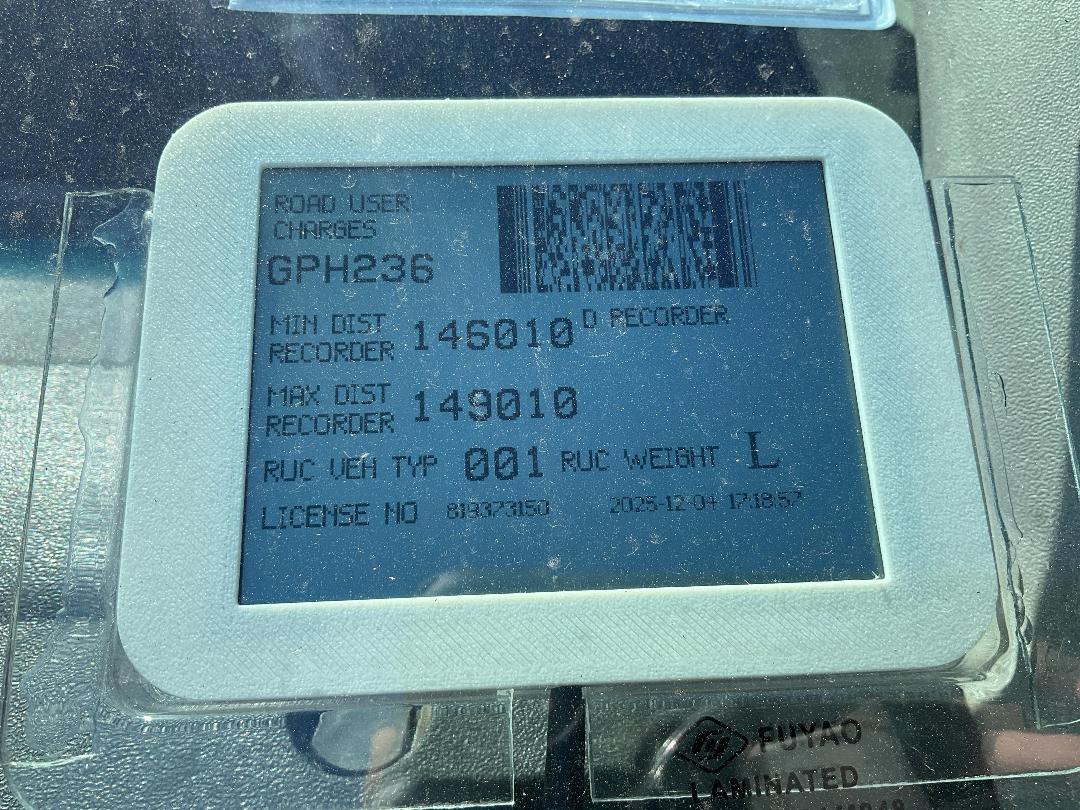 ROAD USER
CHARGES
GPH236
MIN DIST
RECORDER 146010 D RECORDER
MAX DIST
RECORDER 149010
RUC VEH TYP 001 RUC WEIGHT L
LICENSE NO 819373150 2025-12-04 17:18:57
FUYAO
LAMINATED